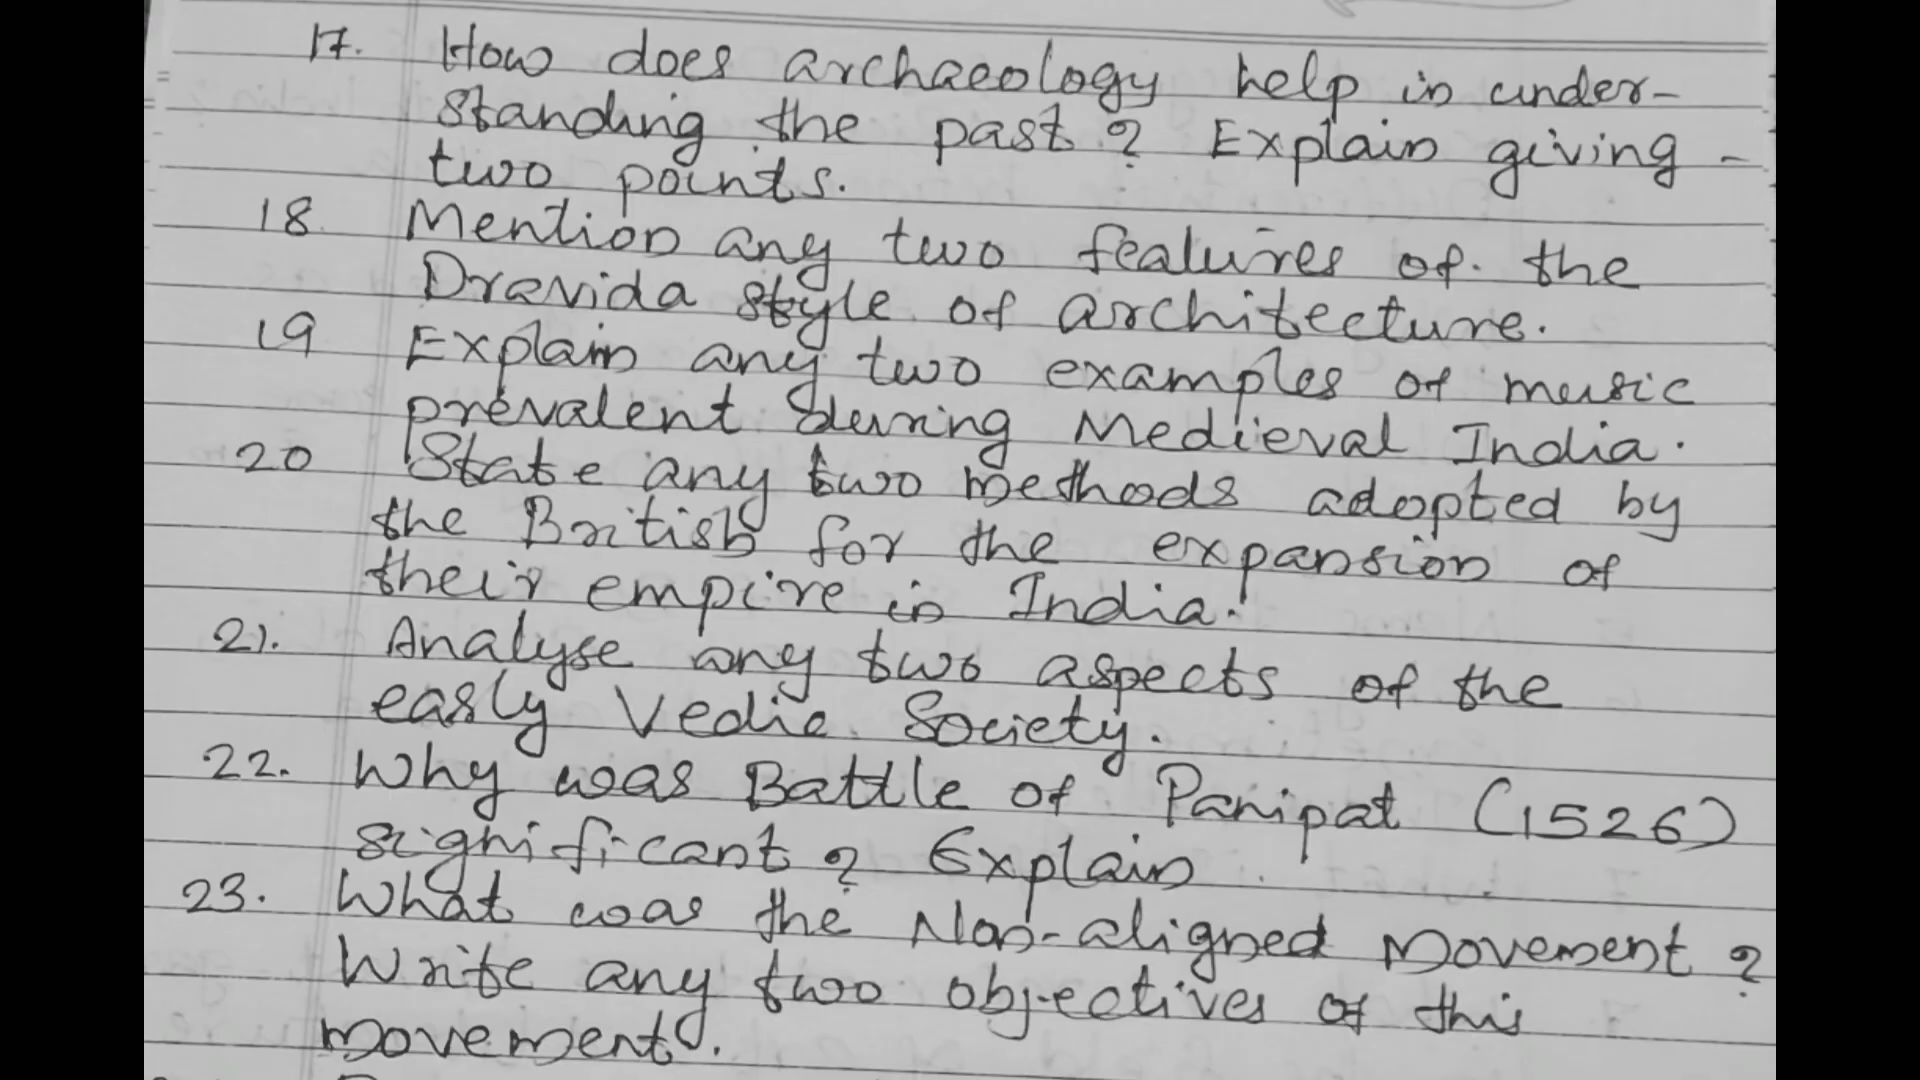 17. How does archaeology help in under-
standing the past? Explain giving -
two points.
18 Mention any two features of the
Dravida style of architecture.
19 Explain any two examples of music
prevalent during Medieval India.
20 State any two methods adopted by
the British for the expansion of
their empire in India.
21. Analyse any two aspects of the
early Vedic Society.
22. Why was Battle of Panipat (1526)
significant? Explain
23. What was the Non-aligned Movement?
Write any two objectives of this
movement.